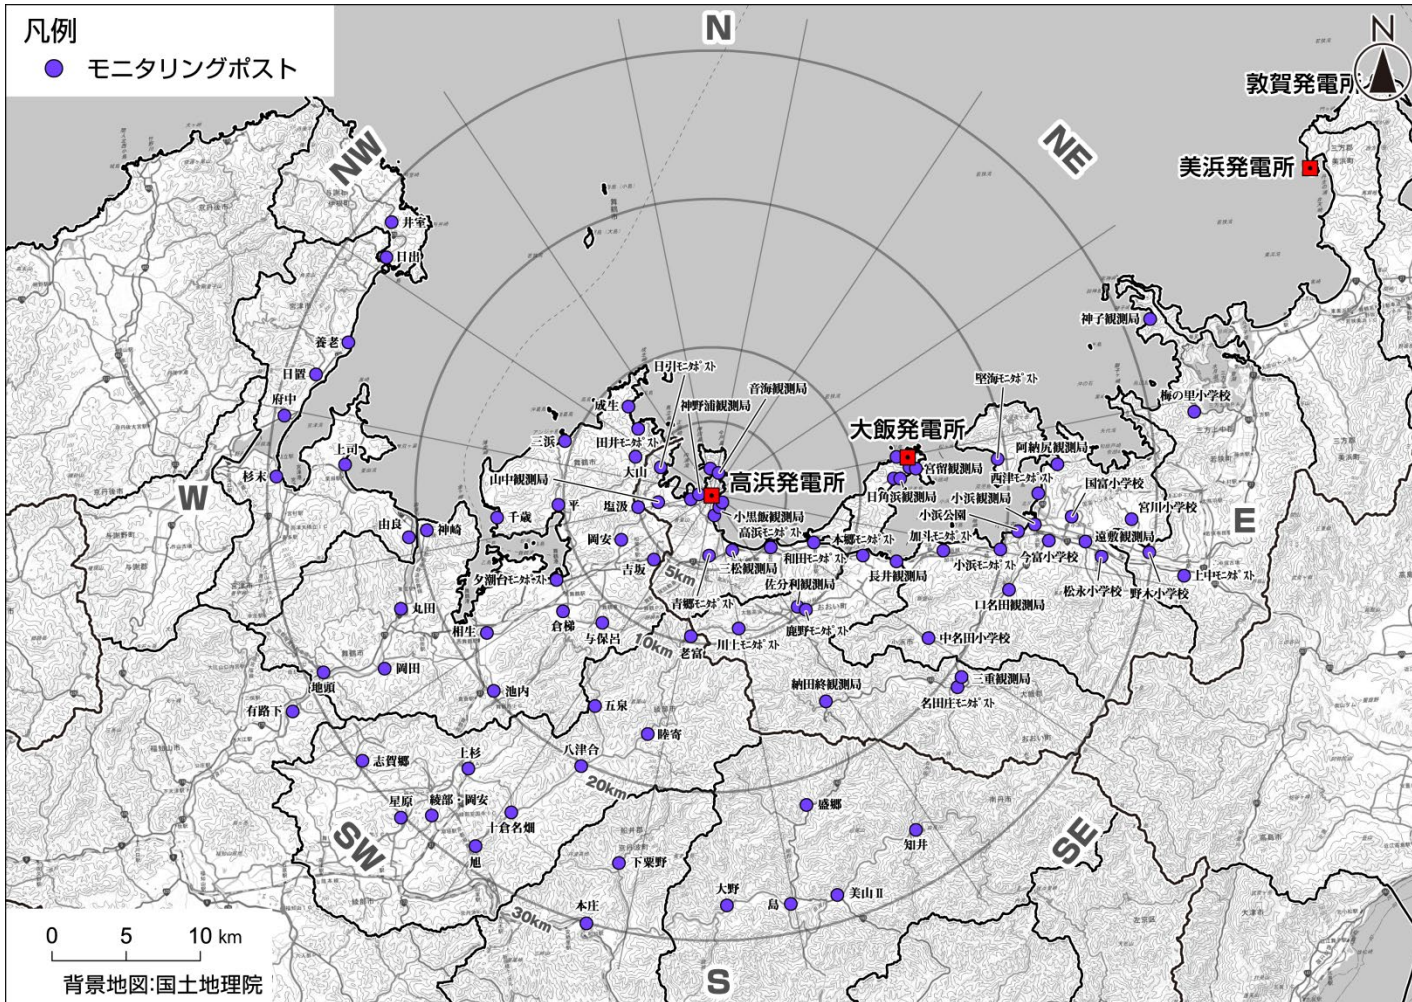 凡例
モニタリングポスト
N
N
NW
NE
W
E
SW
SE
S
敦賀発電所
美浜発電所
大飯発電所
高浜発電所
井室
日出
養老
日置
府中
杉末
上司
由良
神崎
千歳
三浜
成生
田井ﾓﾆﾀﾎﾟｽﾄ
大山
山中観測局
塩汲
平
岡安
吉坂
日引ﾓﾆﾀﾎﾟｽﾄ
神野浦観測局
音海観測局
小黒飯観測局
高浜ﾓﾆﾀﾎﾟｽﾄ
三松観測局
青郷ﾓﾆﾀﾎﾟｽﾄ
和田ﾓﾆﾀﾎﾟｽﾄ
本郷ﾓﾆﾀﾎﾟｽﾄ
佐分利観測局
鹿野ﾓﾆﾀﾎﾟｽﾄ
川上ﾓﾆﾀﾎﾟｽﾄ
老富
長井観測局
加斗ﾓﾆﾀﾎﾟｽﾄ
日角浜観測局
宮留観測局
堅海ﾓﾆﾀﾎﾟｽﾄ
阿納尻観測局
西津ﾓﾆﾀﾎﾟｽﾄ
小浜観測局
小浜公園
小浜ﾓﾆﾀﾎﾟｽﾄ
今富小学校
国富小学校
遠敷観測局
宮川小学校
松永小学校
野木小学校
上中ﾓﾆﾀﾎﾟｽﾄ
口名田観測局
中名田小学校
三重観測局
名田庄ﾓﾆﾀﾎﾟｽﾄ
納田終観測局
神子観測局
梅の里小学校
夕潮台ﾓﾆﾀﾎﾟｽﾄ
倉梯
与保呂
相生
丸田
岡田
地頭
有路下
池内
五泉
睦寄
八津合
志賀郷
上杉
星原
綾部・岡安
十倉名畑
旭
下粟野
本庄
盛郷
知井
大野
島
美山Ⅱ
5km
10km
20km
30km
0 5 10 km
背景地図:国土地理院